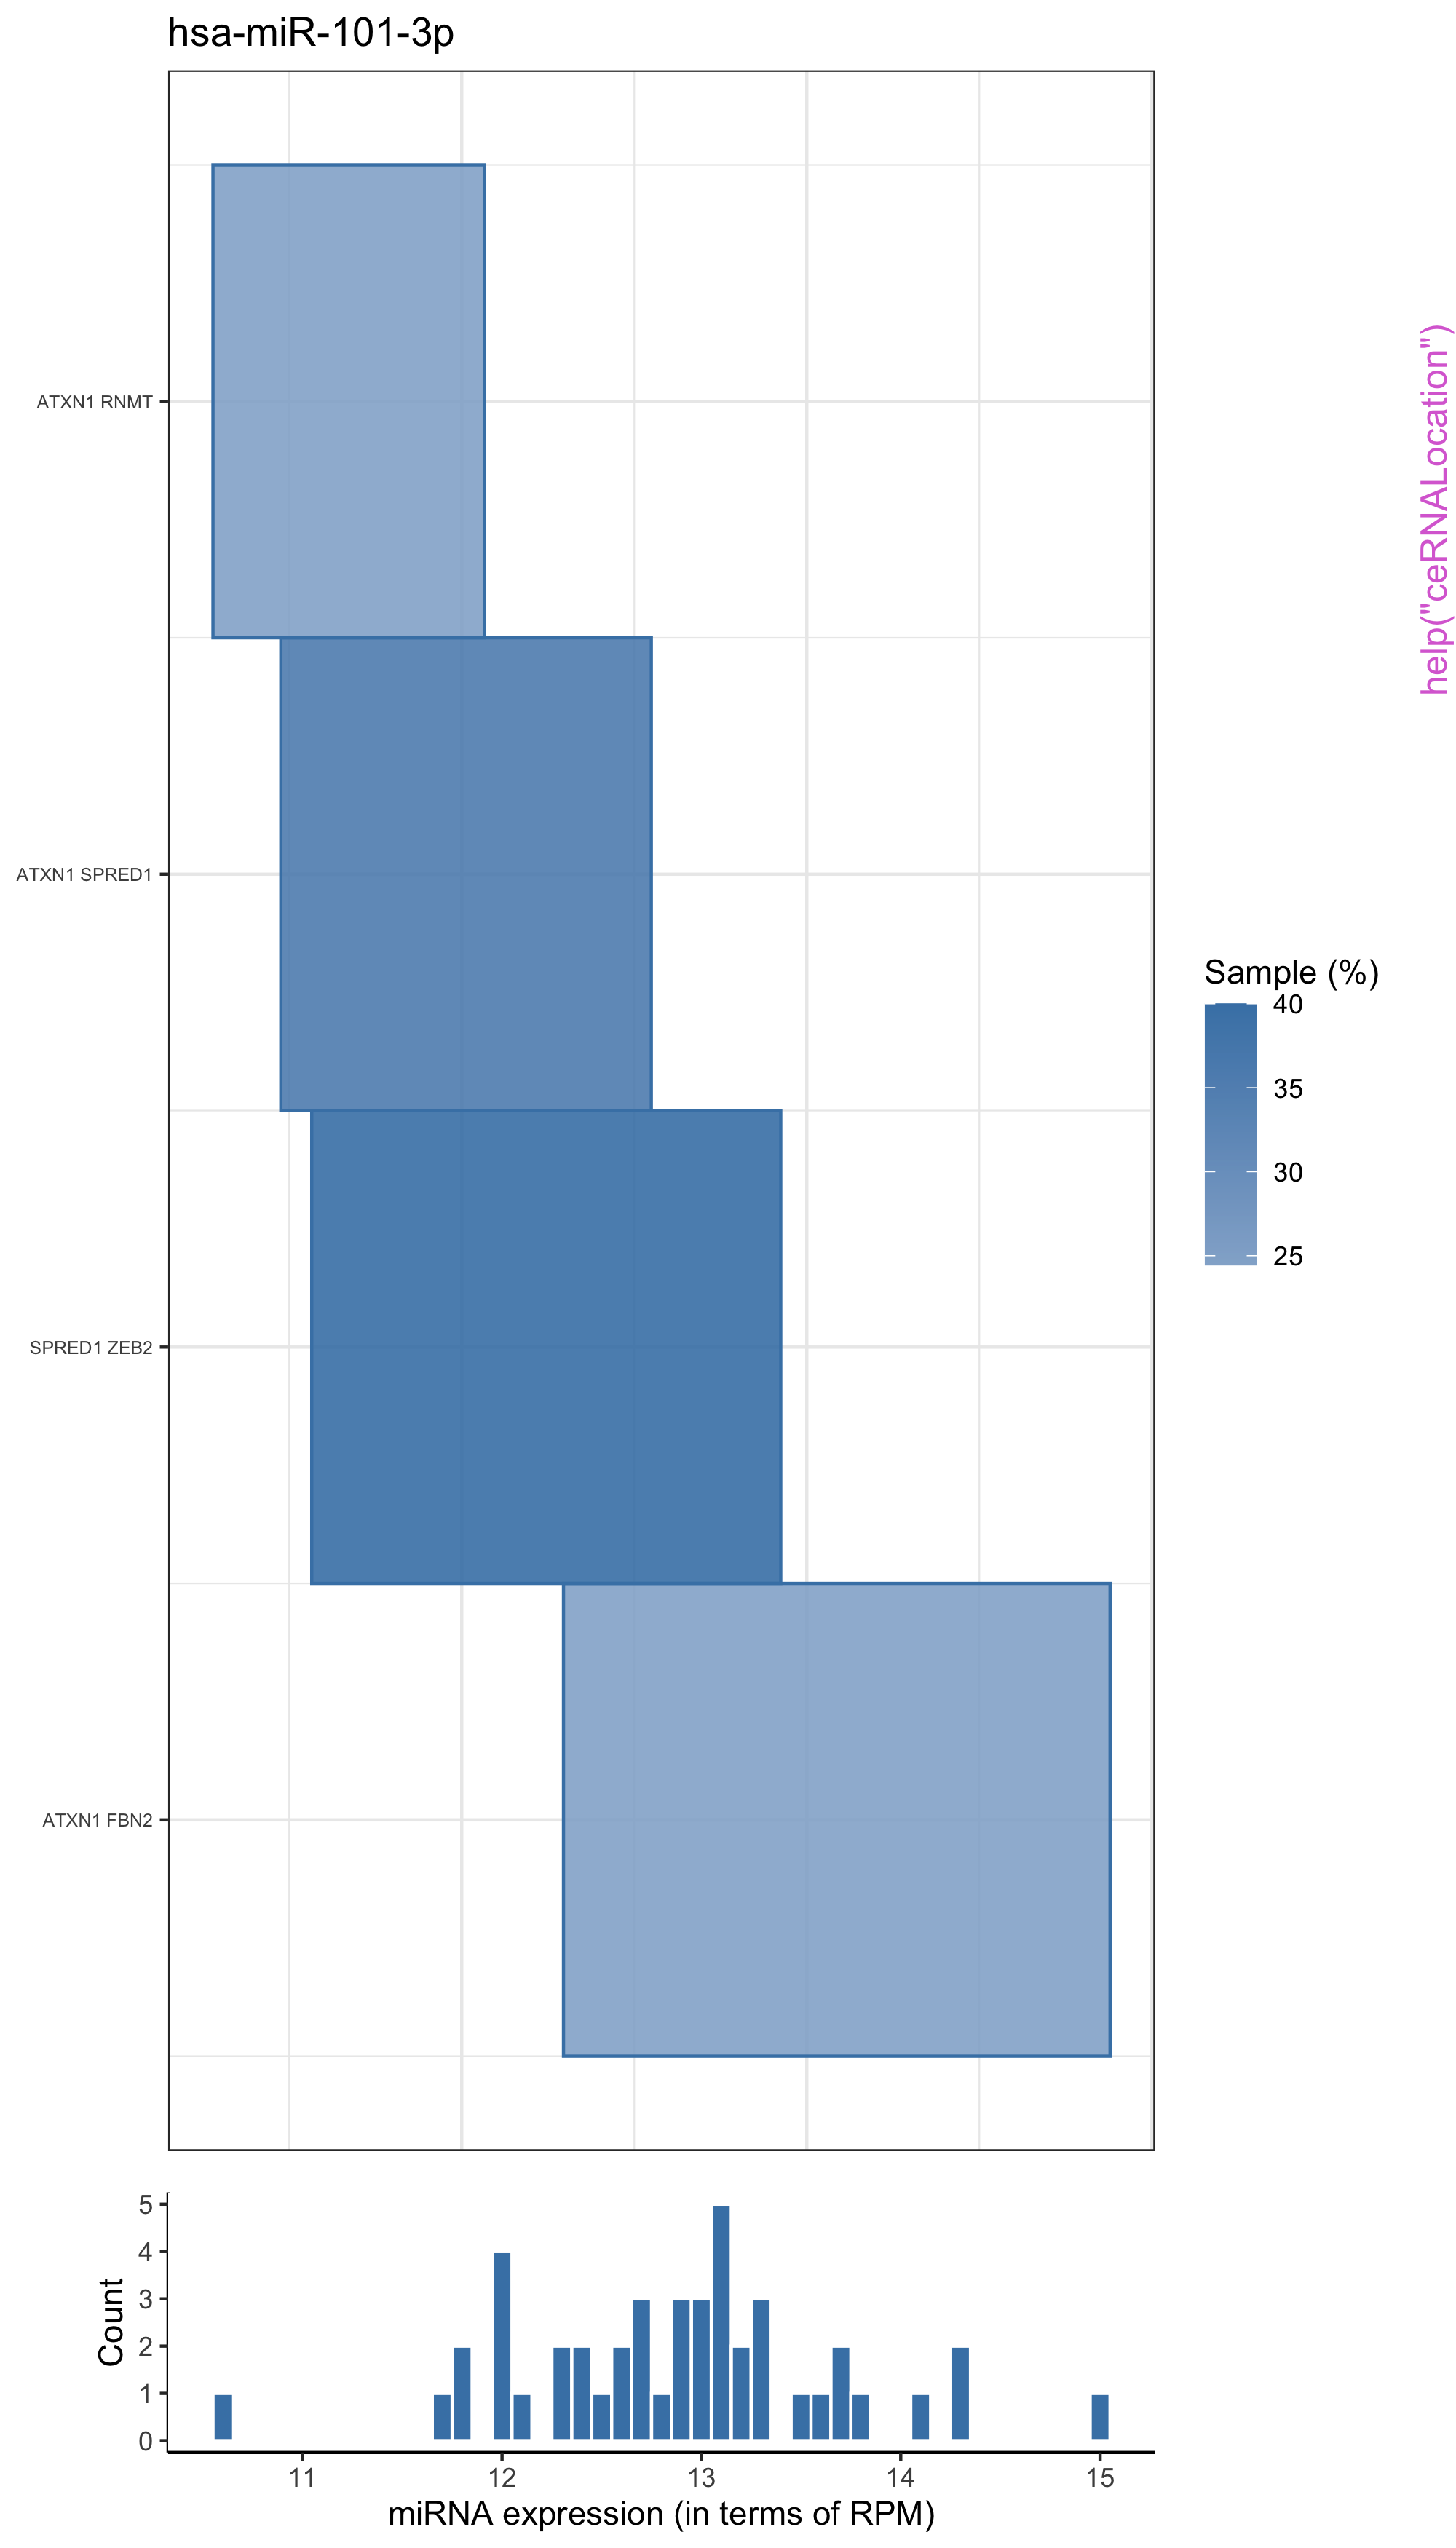 hsa-miR-101-3p
ATXN1 RNMT
ATXN1 SPRED1
SPRED1 ZEB2
ATXN1 FBN2
help("ceRNALocation")
Sample (%)
40
35
30
25
Count
5
4
3
2
1
0
11 12 13 14 15
miRNA expression (in terms of RPM)